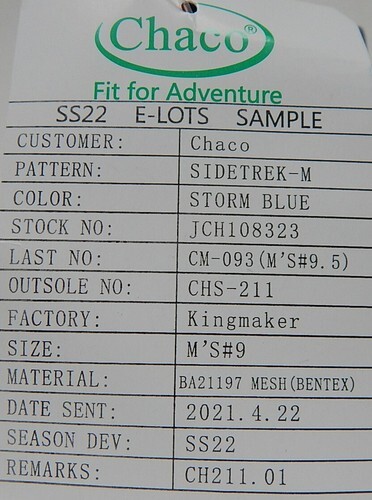 Chaco®
Fit for Adventure
SS22 E-LOTS SAMPLE
CUSTOMER: Chaco
PATTERN: SIDETREK-M
COLOR: STORM BLUE
STOCK NO: JCH108323
LAST NO: CM-093(M'S#9.5)
OUTSOLE NO: CHS-211
FACTORY: Kingmaker
SIZE: M'S#9
MATERIAL: BA21197 MESH(BENTEX)
DATE SENT: 2021.4.22
SEASON DEV: SS22
REMARKS: CH211.01